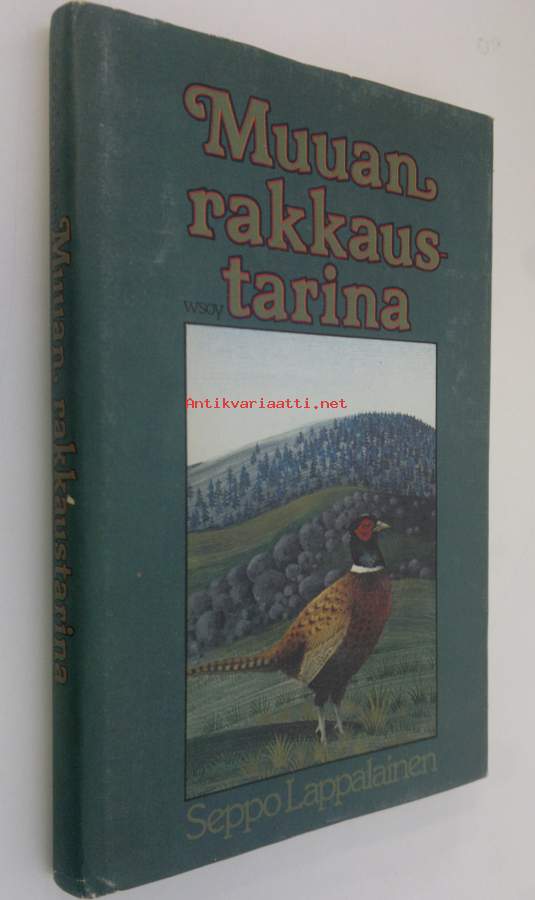 Muuan
rakkaus-
wsoy tarina
Antikvariaatti.net
Seppo Lappalainen
Muuan rakkaustarina